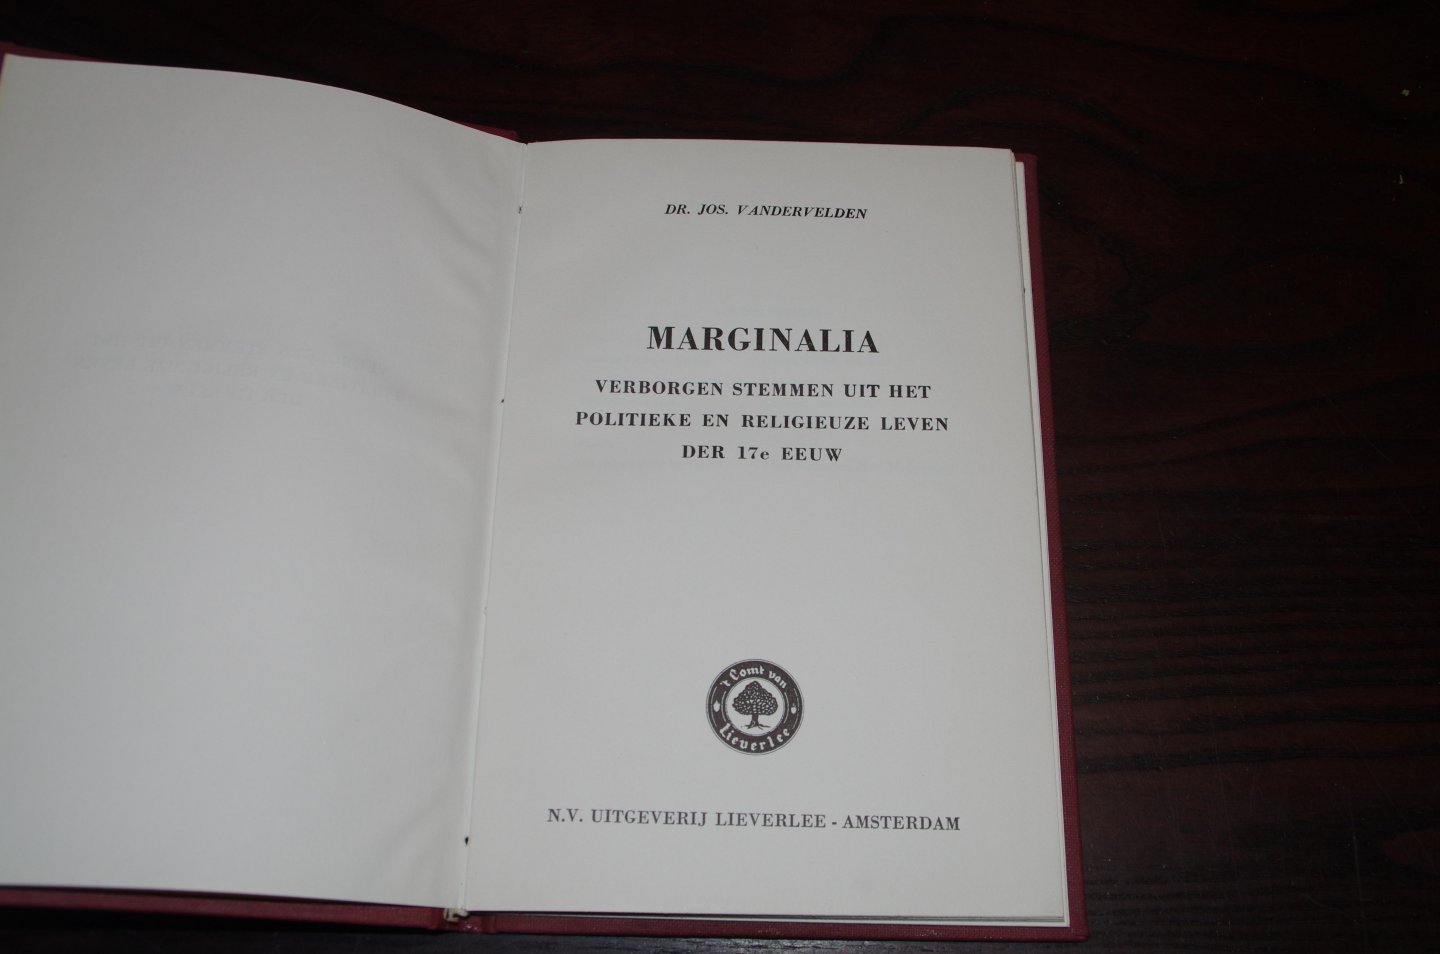 DR. JOS. VANDERVELDEN
MARGINALIA
VERBORGEN STEMMEN UIT HET
POLITIEKE EN RELIGIEUZE LEVEN
DER 17e EEUW
't Comt van
Lieverlee
N.V. UITGEVERIJ LIEVERLEE - AMSTERDAM